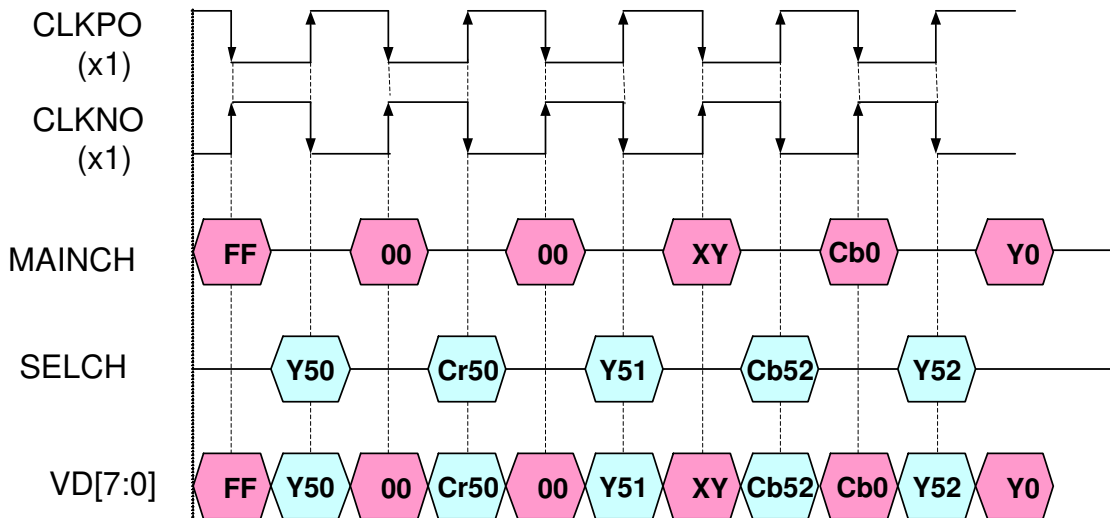 CLKPO
(x1)
CLKNO
(x1)
MAINCH FF 00 00 XY Cb0 Y0
SELCH Y50 Cr50 Y51 Cb52 Y52
VD[7:0] FF Y50 00 Cr50 00 Y51 XY Cb52 Cb0 Y52 Y0